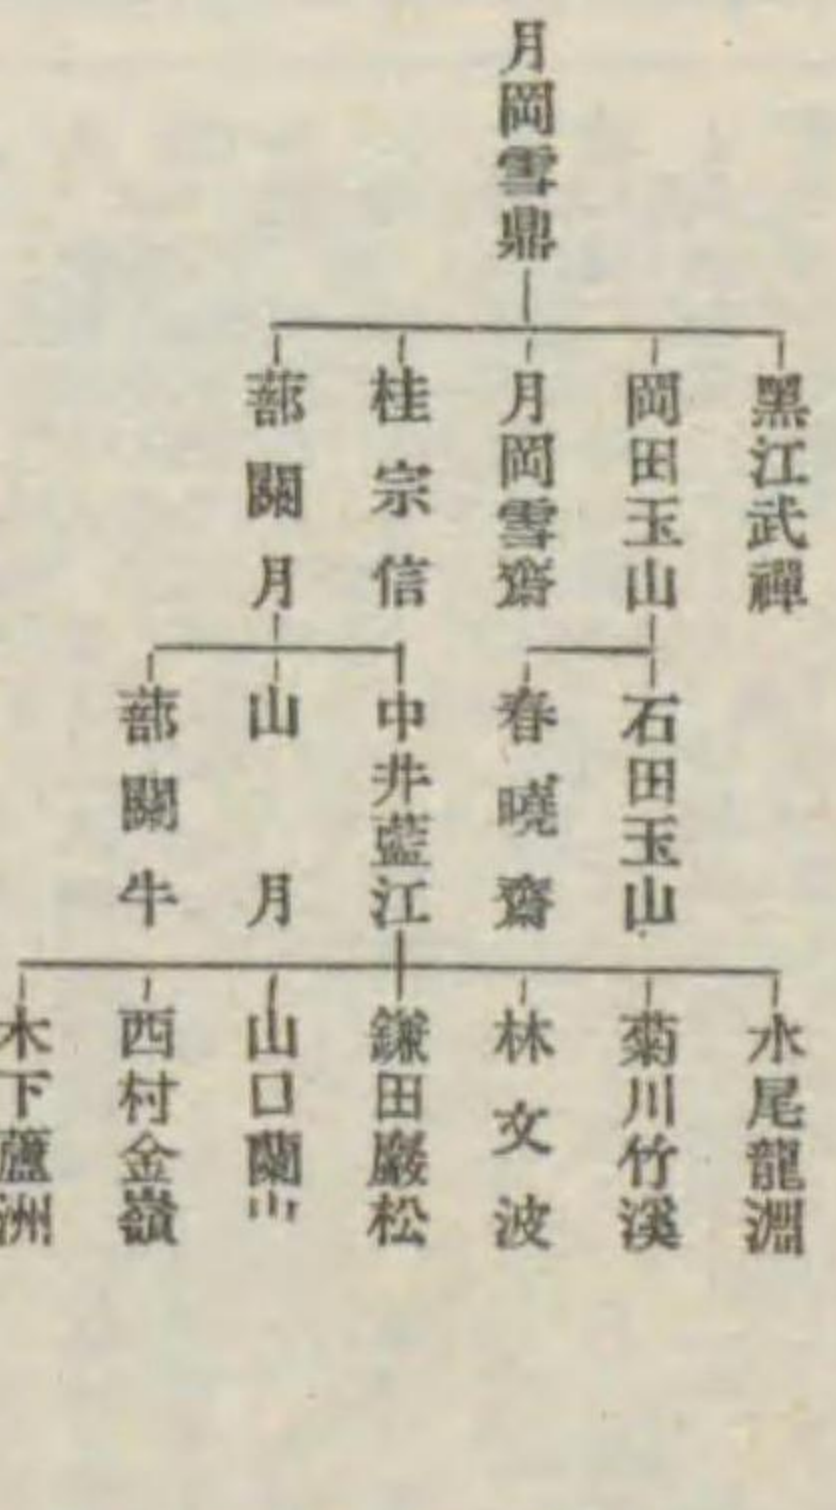 月岡雪鼎
黑江武禪
岡田玉山
月岡雪齋
桂宗信
蔀關月
石田玉山
春曉齋
中井藍江
山月
蔀關牛
水尾龍淵
菊川竹溪
林文波
鎌田巖松
山口蘭山
西村金嶺
木下蘆洲